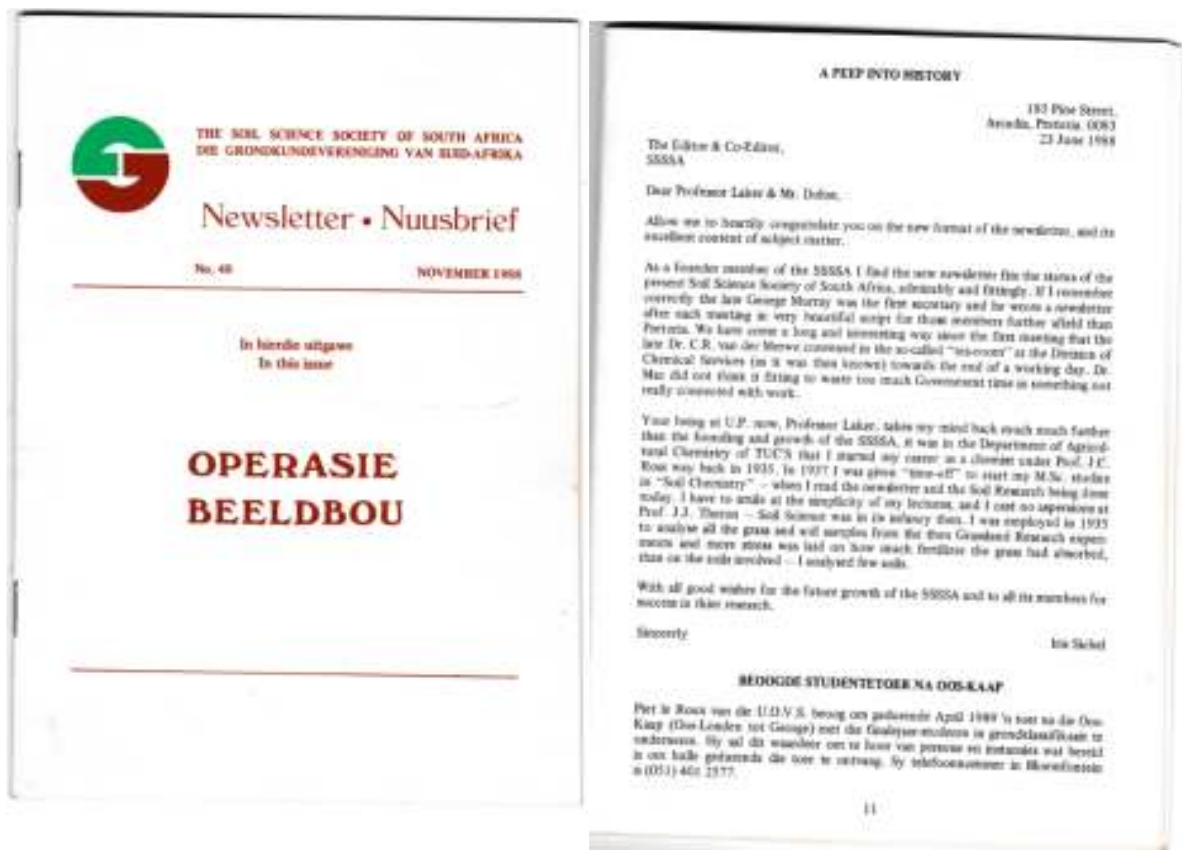 THE SOIL SCIENCE SOCIETY OF SOUTH AFRICA
DIE GRONDKUNDEVERENIGING VAN SUID-AFRIKA
Newsletter • Nuusbrief
No.
NOVEMBER 1988
In hierdie uitgawe
In this issue
OPERASIE
BEELDBOU
A PEEP INTO HISTORY
Street,
Arcadia, Pretoria. 0083
23 June 1988
The Editor & Co-Editor,
SSSSA
Dear Professor Laker & Mr.
Allow me to heartily congratulate you on the new format of the newsletter, and its
excellent content of subject matter.
As a founder member of the SSSSA I find the new newsletter fits the status of the
present Soil Science Society of South Africa, admirably and fittingly. If I remember
correctly the late George Murray was the first secretary and he wrote a newsletter
after each meeting in very beautiful script for those members further afield than
Pretoria. We have come a long and interesting way since the first meeting that the
late Dr. C.R. van der Merwe convened in the so-called "tea-room" at the Division of
Chemical Services (as it was then known) towards the end of a working day. Dr.
did not think it fitting to waste too much Government time in something not
really connected with work.
Your being at U.P. now, Professor Laker, takes my mind back much much further
than the founding and growth of the SSSSA, it was in the Department of Agricul-
tural Chemistry of TUC'S that I started my career as a chemist under Prof. J.C.
Ross way back in 1935. In 1937 I was given "time-off" to start my M.Sc. studies
in "Soil Chemistry" – when I read the newsletter and the Soil Research being done
today, I have to smile at the simplicity of my lectures, and I cast no aspersions at
Prof. J.J. Theron – Soil Science was in its infancy then. I was employed in 1935
to analyse all the grass and soil samples from the then Grassland Research experi-
ments and more stress was laid on how much fertilizer the grass had absorbed,
than on the soils involved – I analysed few soils.
With all good wishes for the future growth of the SSSSA and to all its members for
success in their research.
Sincerely
Iris
BEOOGDE STUDENTETOER NA OOS-KAAP
Piet le Roux van die U.O.V.S. beoog om gedurende April 1989 'n toer na die Oos-
Kaap (Oos-Londen tot George) met die finalejaar-studente in grondklassifikasie te
onderneem. Hy sal dit waardeer om te hoor van persone en instansies wat bereid
is om hulle gedurende die toer te ontvang. Sy telefoonnommer in Bloemfontein
is (051) 401 2577.
11